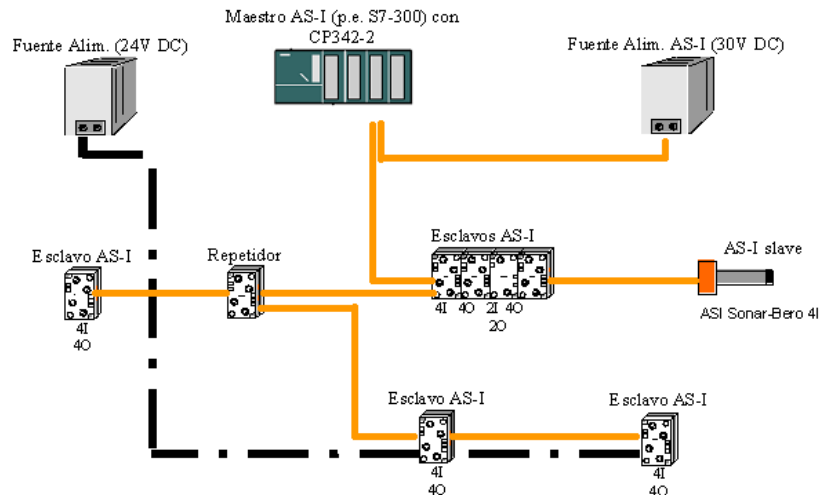 Maestro AS-I (p.e. S7-300) con
CP342-2
Fuente Alim. (24V DC)
Fuente Alim. AS-I (30V DC)
Esclavo AS-I
Repetidor
Esclavos AS-I
AS-I slave
4I
4O
4I 4O 2I 4O
2O
ASI Sonar-Bero 4I
Esclavo AS-I
Esclavo AS-I
4I
4O
4I
4O